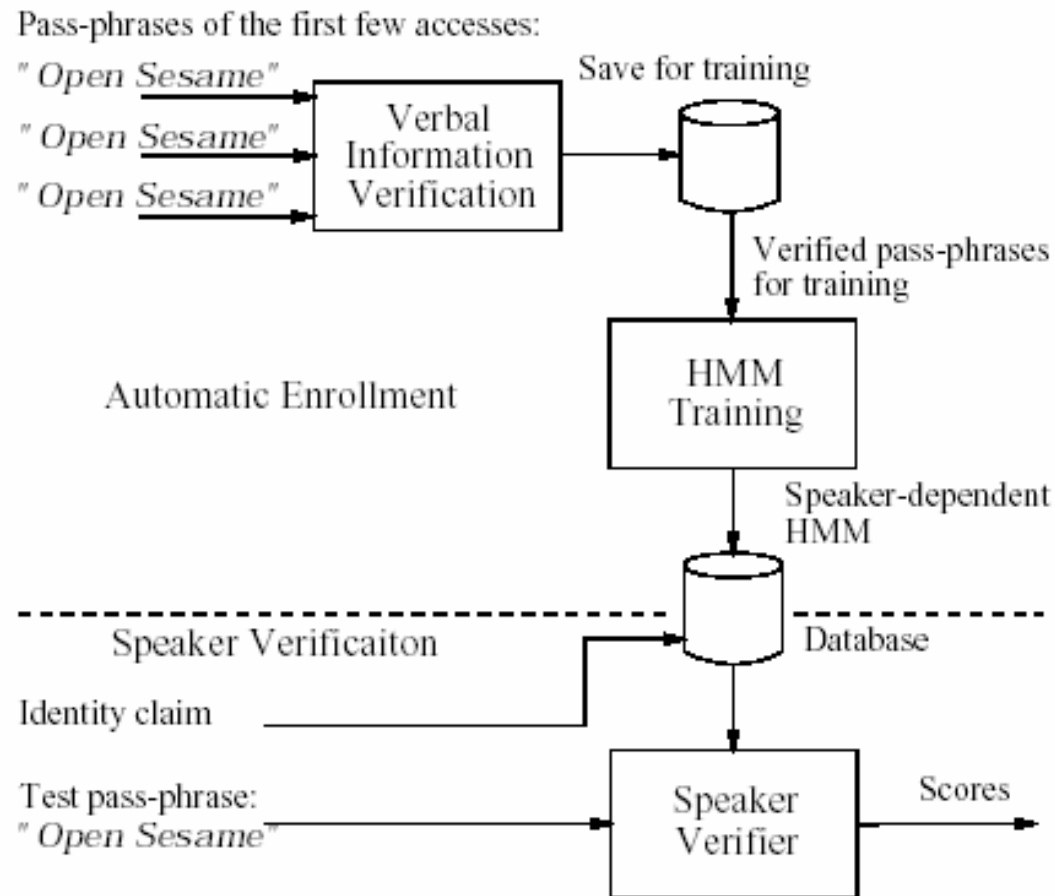 Pass-phrases of the first few accesses:
" Open Sesame"
" Open Sesame"
" Open Sesame"
Verbal
Information
Verification
Save for training
Verified pass-phrases
for training
HMM
Training
Automatic Enrollment
Speaker-dependent
HMM
Database
Speaker Verificaiton
Identity claim
Test pass-phrase:
" Open Sesame"
Speaker
Verifier
Scores